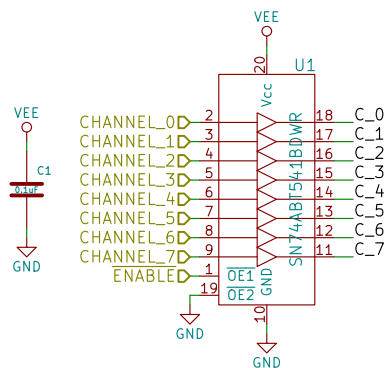 VEE
U1
20
Vcc
CHANNEL_0 2 18 C_0
CHANNEL_1 3 17 C_1
CHANNEL_2 4 16 C_2
CHANNEL_3 5 15 C_3
CHANNEL_4 6 14 C_4
CHANNEL_5 7 13 C_5
CHANNEL_6 8 12 C_6
CHANNEL_7 9 11 C_7
ENABLE 1 OE1
19 OE2
SN74ABT541BDWR
GND
10
GND
GND
VEE
C1
0.1uF
GND